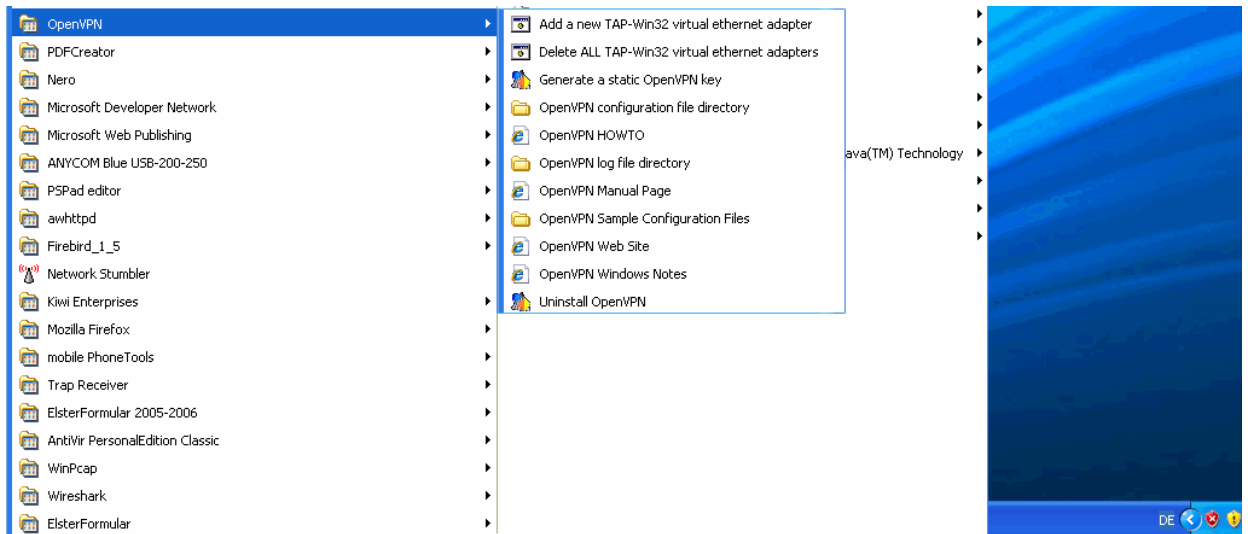 OpenVPN
PDFCreator
Nero
Microsoft Developer Network
Microsoft Web Publishing
ANYCOM Blue USB-200-250
PSPad editor
awhttpd
Firebird_1_5
Network Stumbler
Kiwi Enterprises
Mozilla Firefox
mobile PhoneTools
Trap Receiver
ElsterFormular 2005-2006
AntiVir PersonalEdition Classic
WinPcap
Wireshark
ElsterFormular
Add a new TAP-Win32 virtual ethernet adapter
Delete ALL TAP-Win32 virtual ethernet adapters
Generate a static OpenVPN key
OpenVPN configuration file directory
OpenVPN HOWTO
OpenVPN log file directory
OpenVPN Manual Page
OpenVPN Sample Configuration Files
OpenVPN Web Site
OpenVPN Windows Notes
Uninstall OpenVPN
ava(TM) Technology
DE